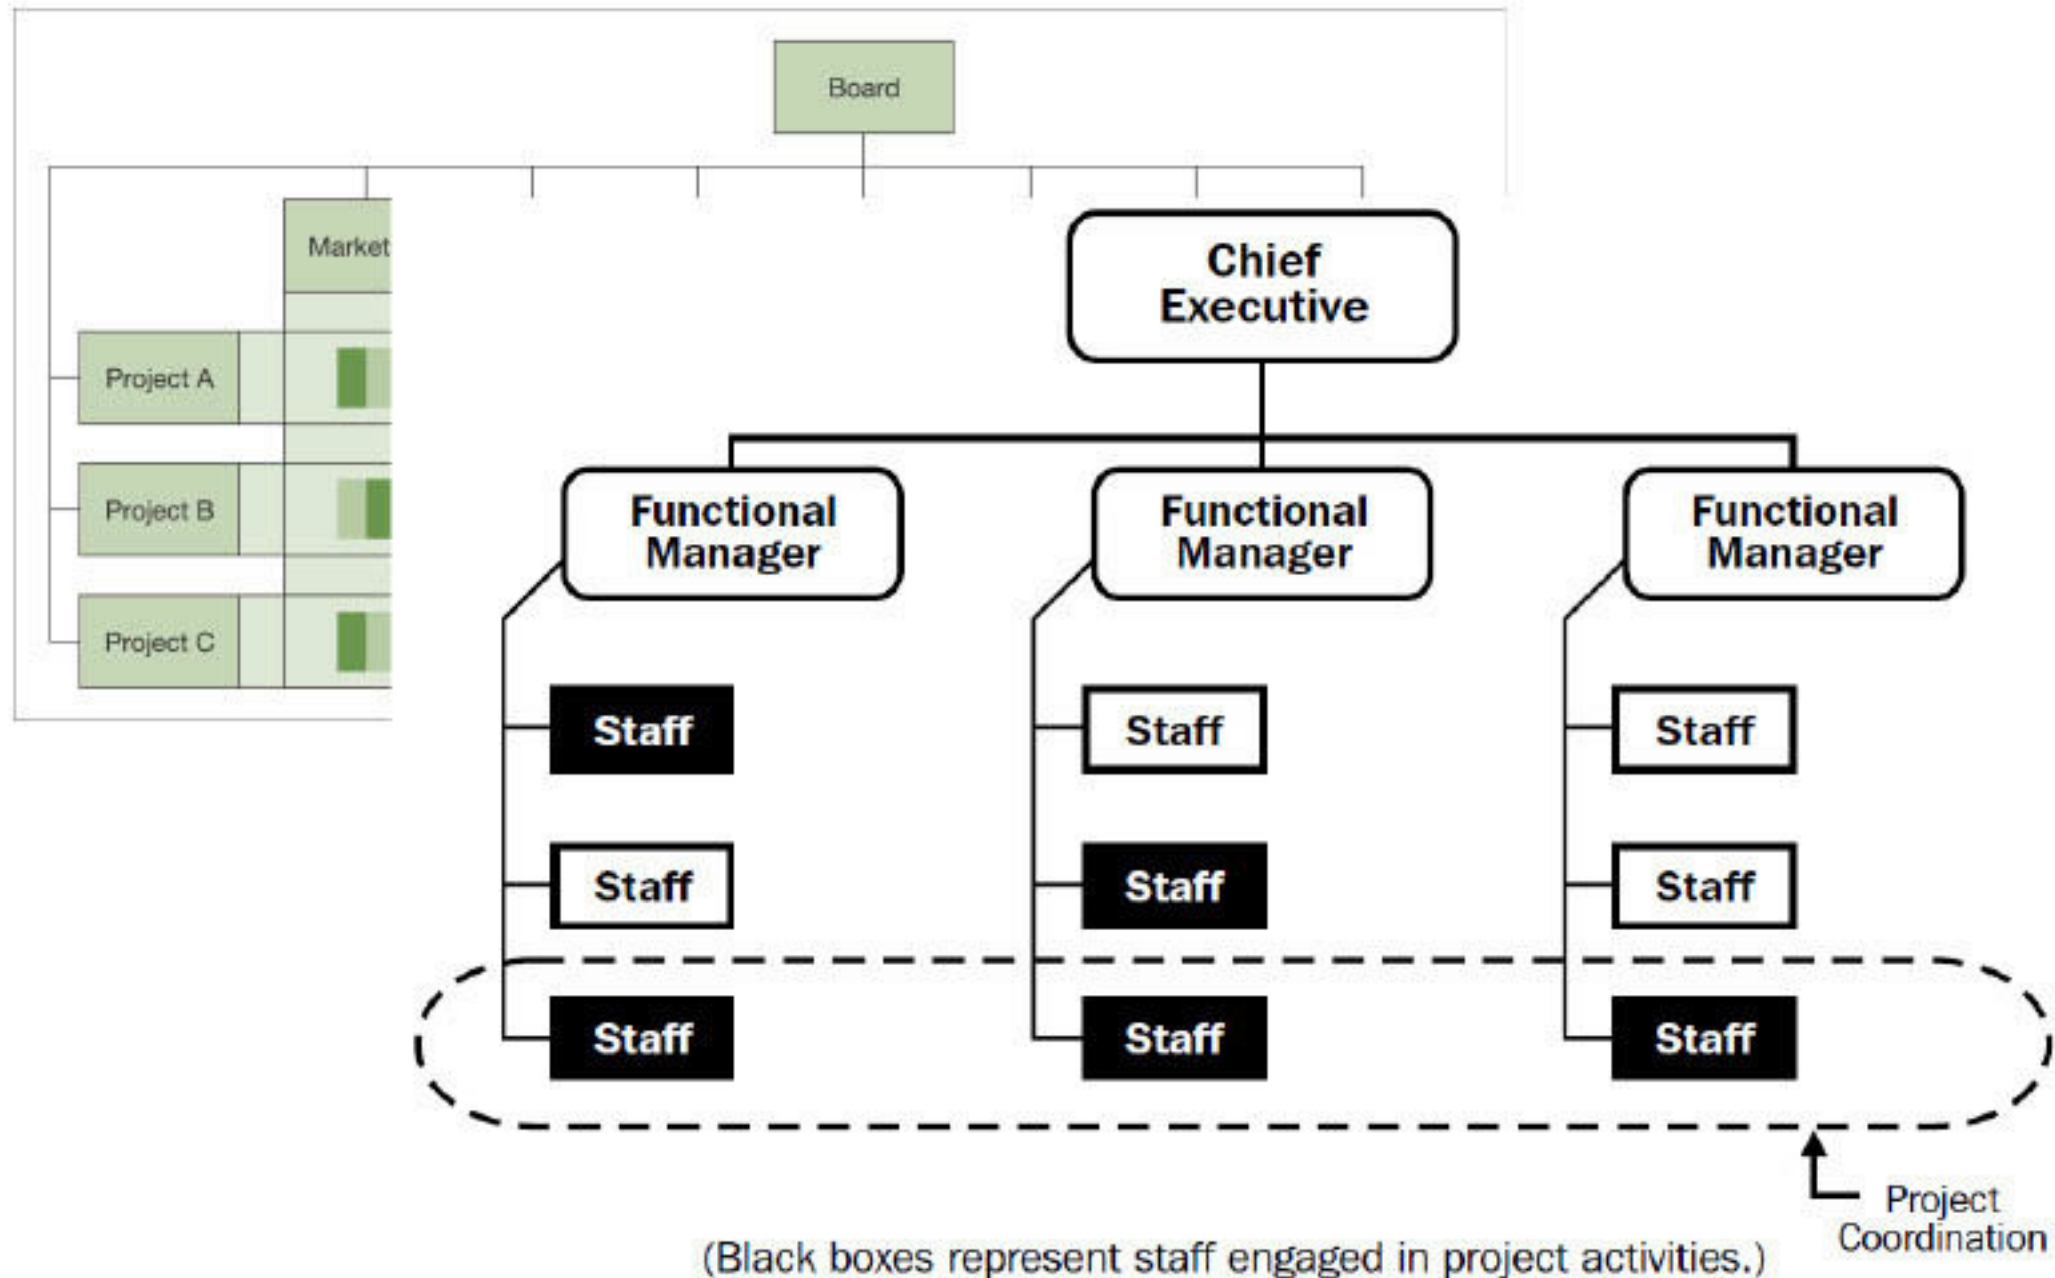 Board
Market
Project A
Project B
Project C
Chief
Executive
Functional
Manager
Functional
Manager
Functional
Manager
Staff
Staff
Staff
Staff
Staff
Staff
Staff
Staff
Staff
Project
Coordination
(Black boxes represent staff engaged in project activities.)